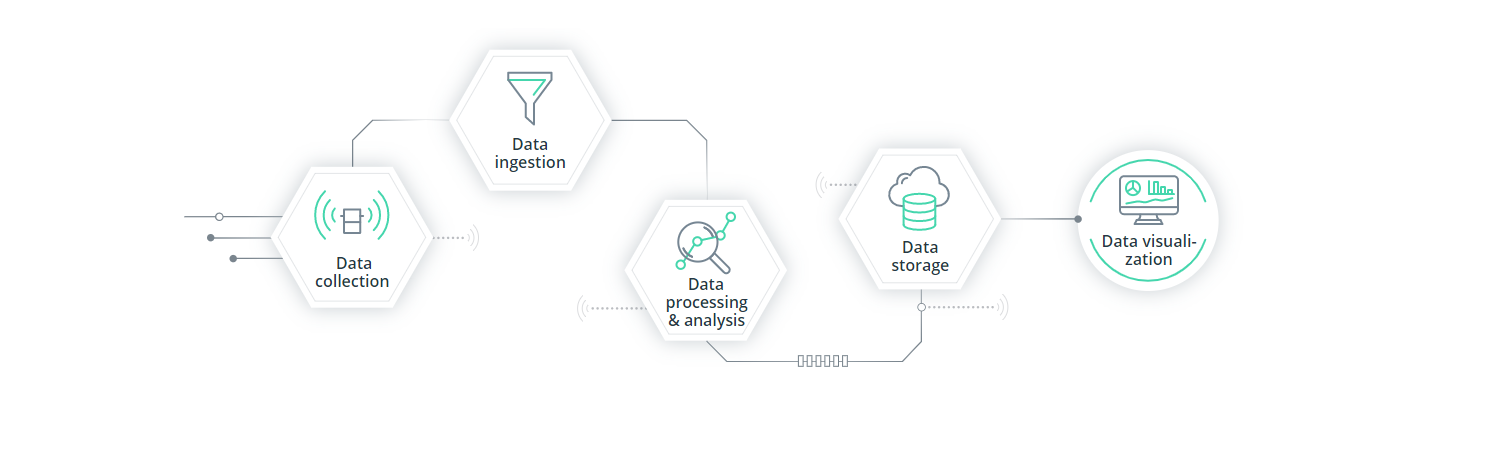 Data
ingestion
Data
collection
Data
processing
& analysis
Data
storage
Data visuali-
zation